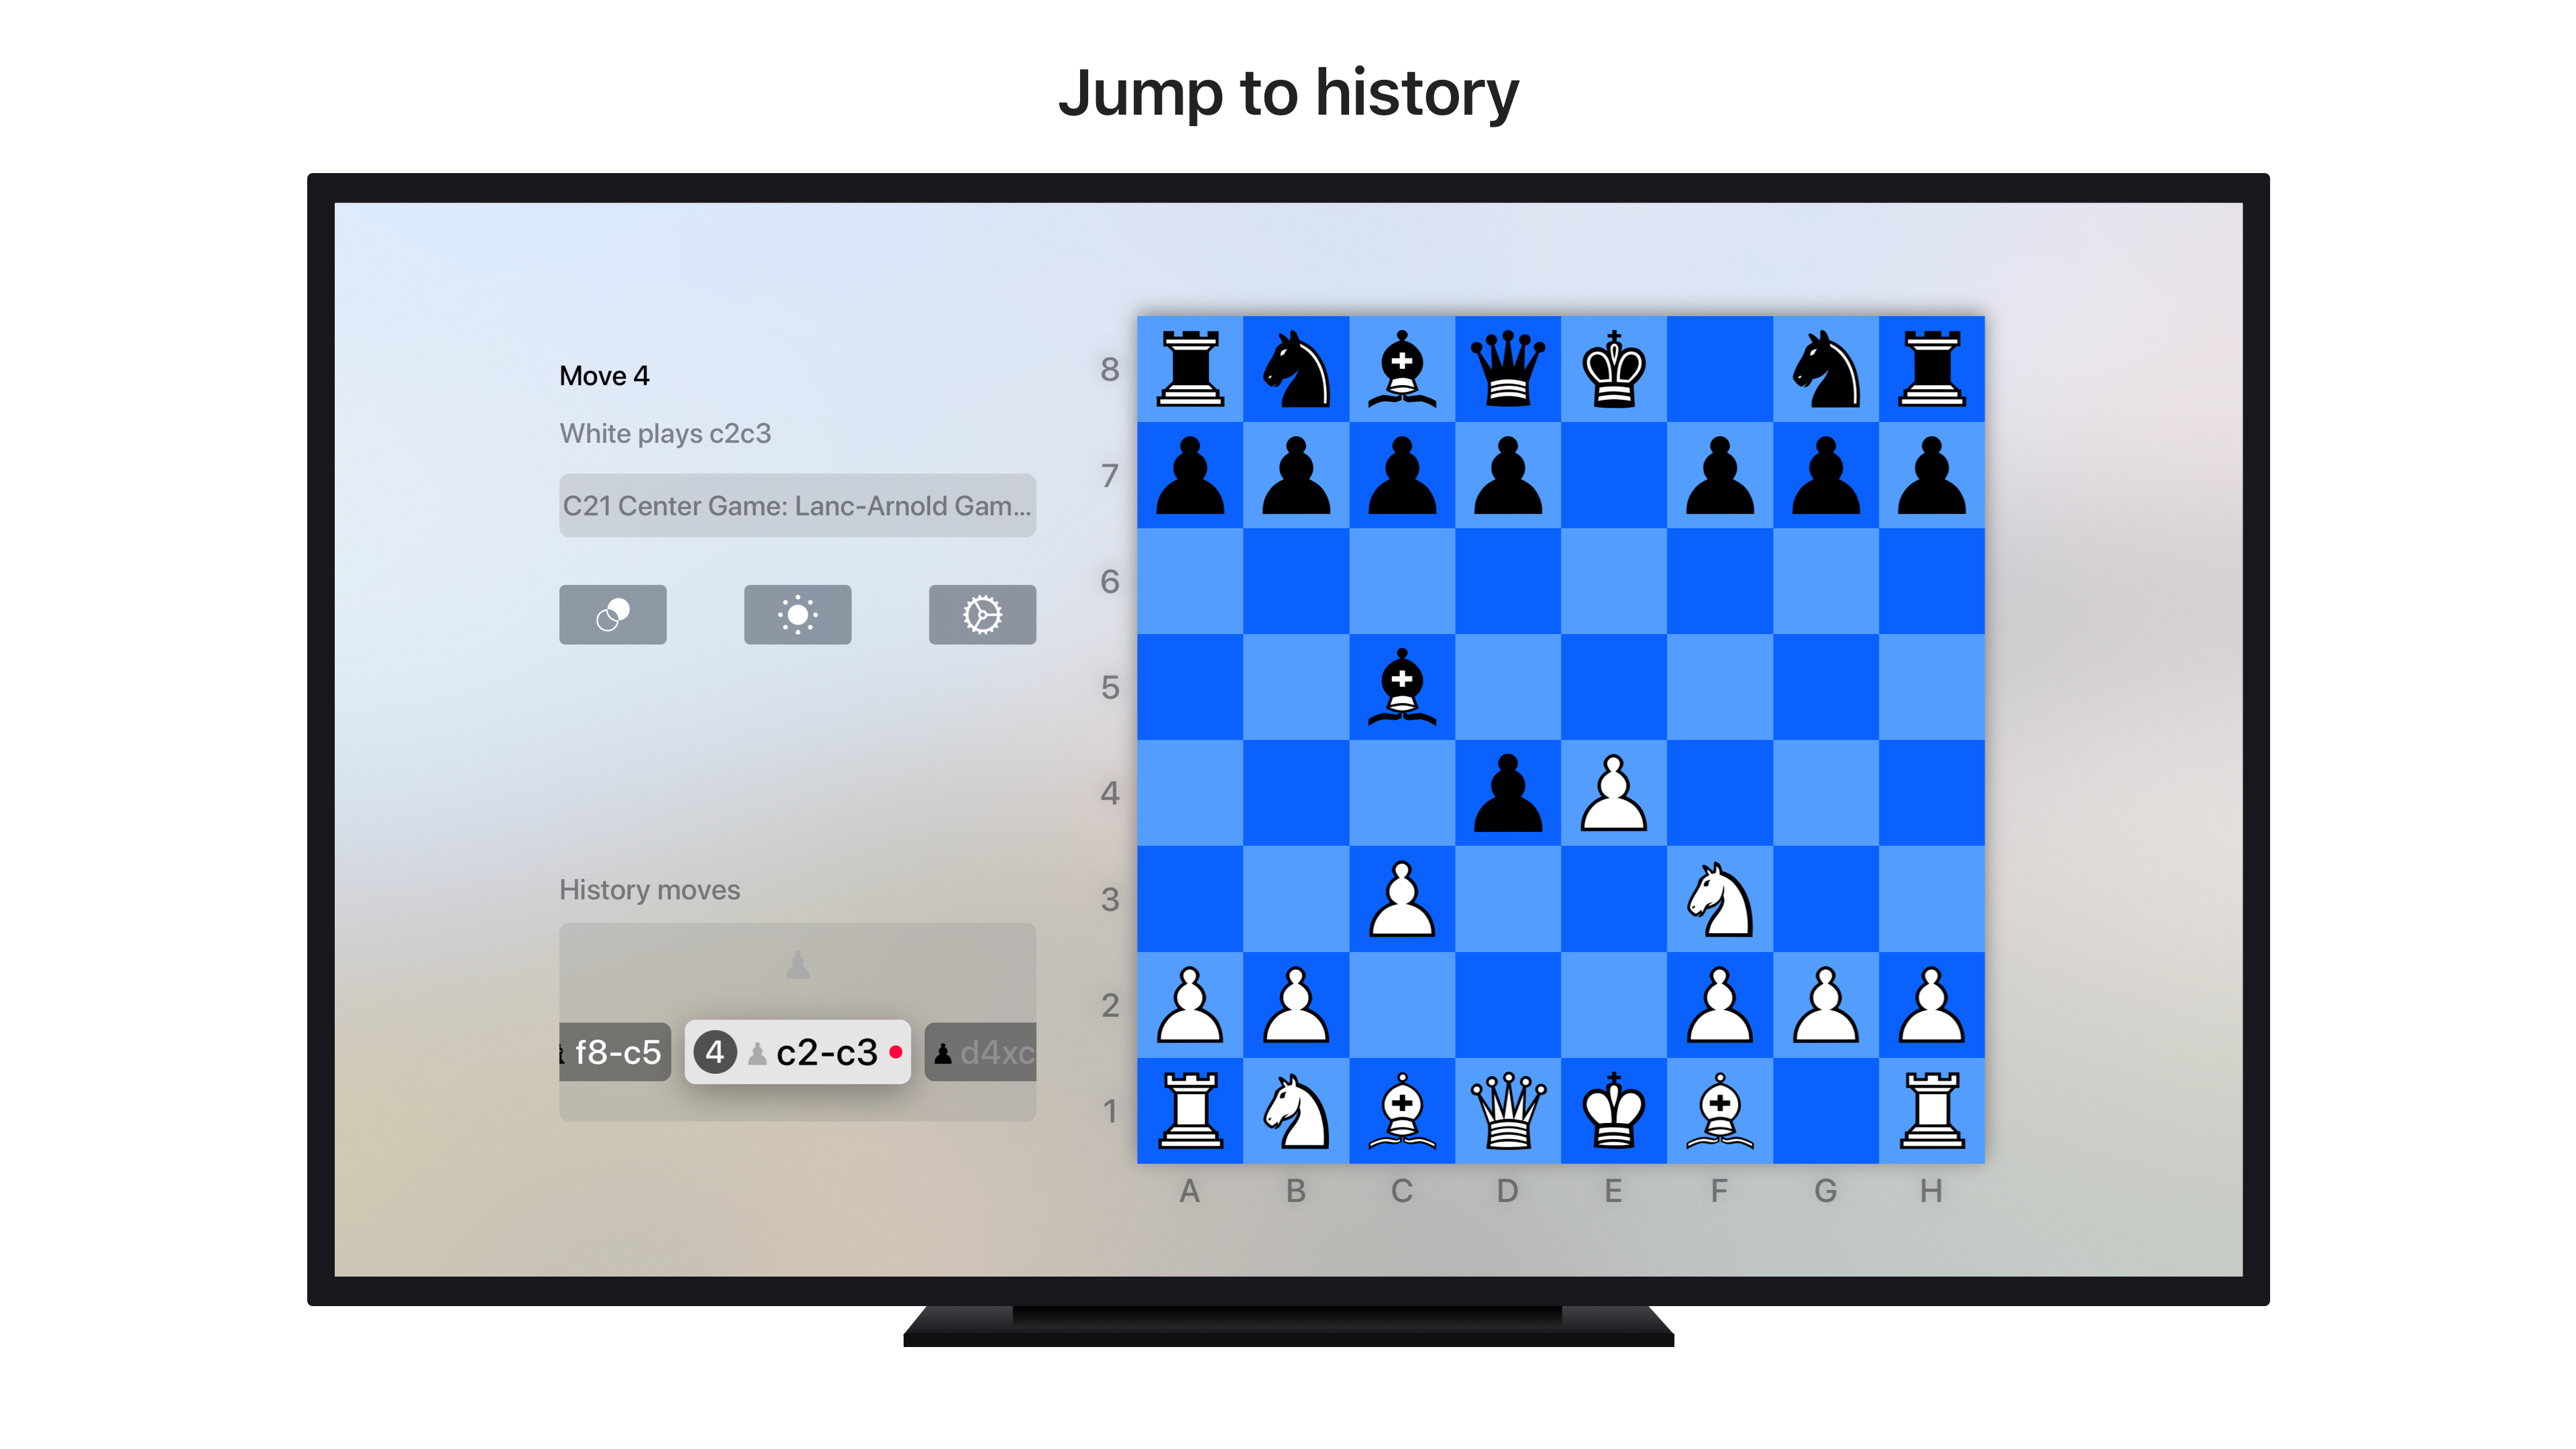 Jump to history
Move 4
White plays c2c3
C21 Center Game: Lanc-Arnold Gam...
History moves
f8-c5
4 c2-c3
d4xc
8
7
6
5
4
3
2
1
A B C D E F G H